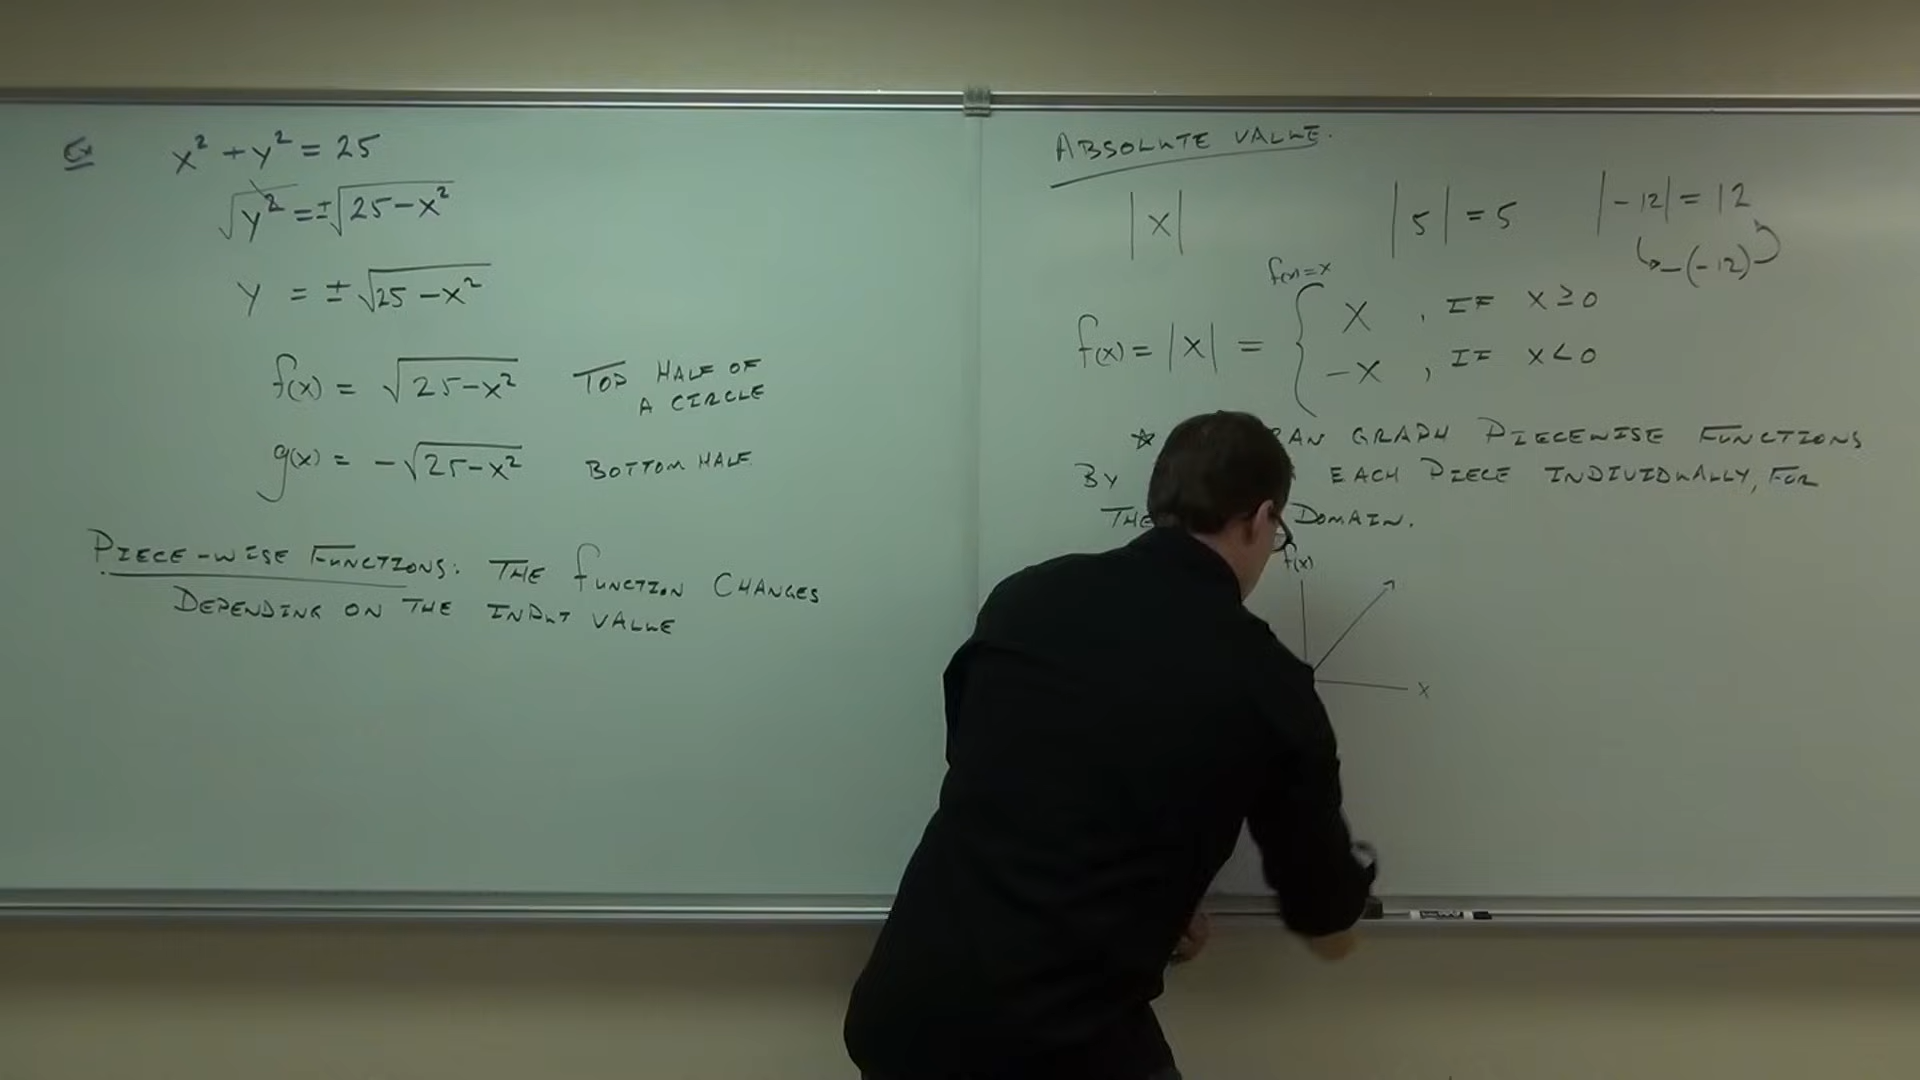 Ex x² + y² = 25
√y² = ±√25-x²
y = ±√25-x²
f(x) = √25-x² TOP HALF OF
A CIRCLE
g(x) = -√25-x² BOTTOM HALF
PIECE-WISE FUNCTIONS: THE FUNCTION CHANGES
DEPENDING ON THE INPUT VALUE
ABSOLUTE VALUE.
|x| |5| = 5 |-12| = 12
-(-12)
f(x)=x
f(x) = |x| = { x , IF x ≥ 0
-x , IF x < 0
GRAPH PIECEWISE FUNCTIONS
BY EACH PIECE INDIVIDUALLY, FOR
DOMAIN.
f(x)
x